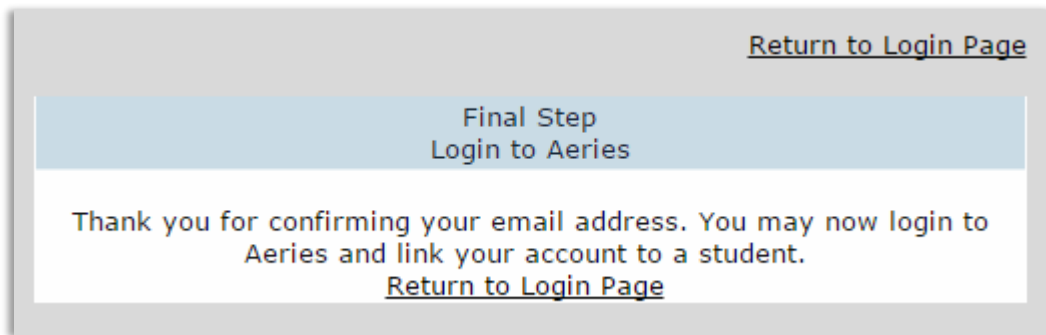 Return to Login Page
Final Step
Login to Aeries
Thank you for confirming your email address. You may now login to
Aeries and link your account to a student.
Return to Login Page